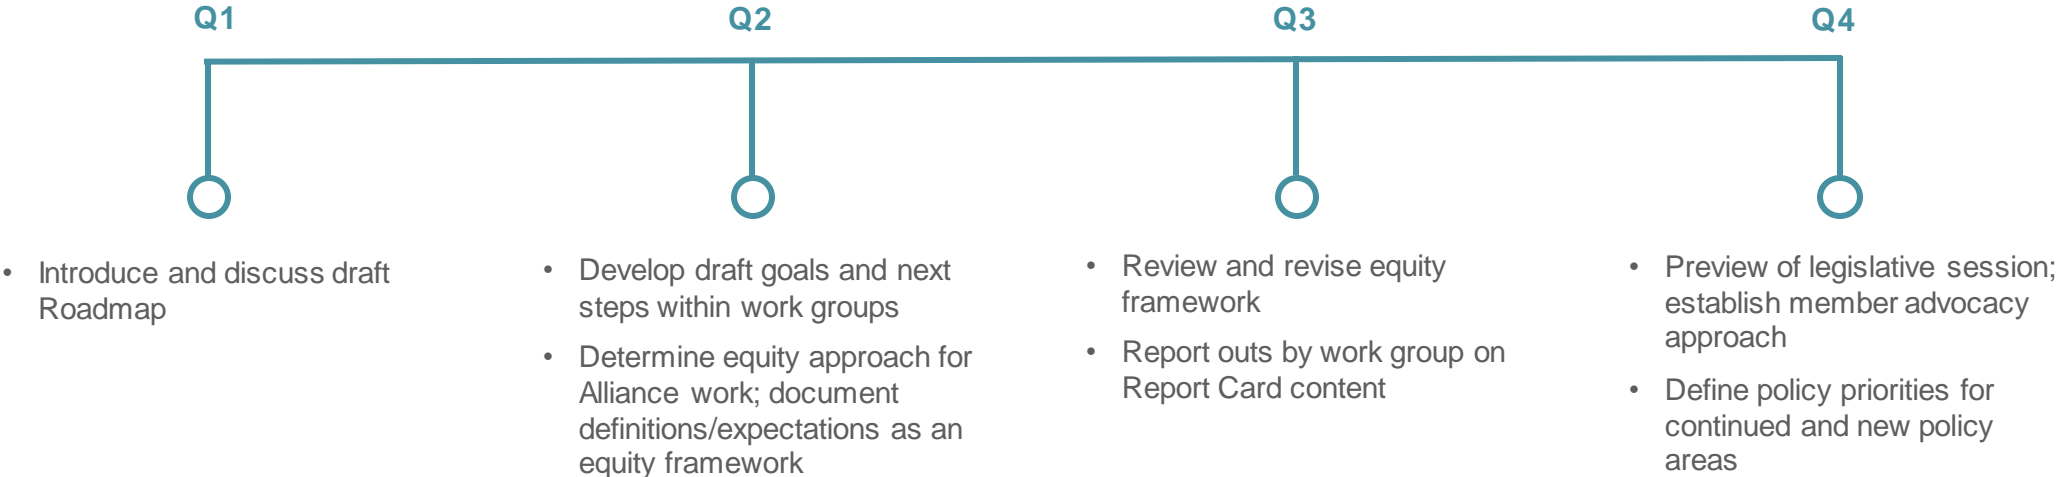 Q1
Q2
Q3
Q4
• Introduce and discuss draft
Roadmap
• Develop draft goals and next
steps within work groups
• Determine equity approach for
Alliance work; document
definitions/expectations as an
equity framework
• Review and revise equity
framework
• Report outs by work group on
Report Card content
• Preview of legislative session;
establish member advocacy
approach
• Define policy priorities for
continued and new policy
areas